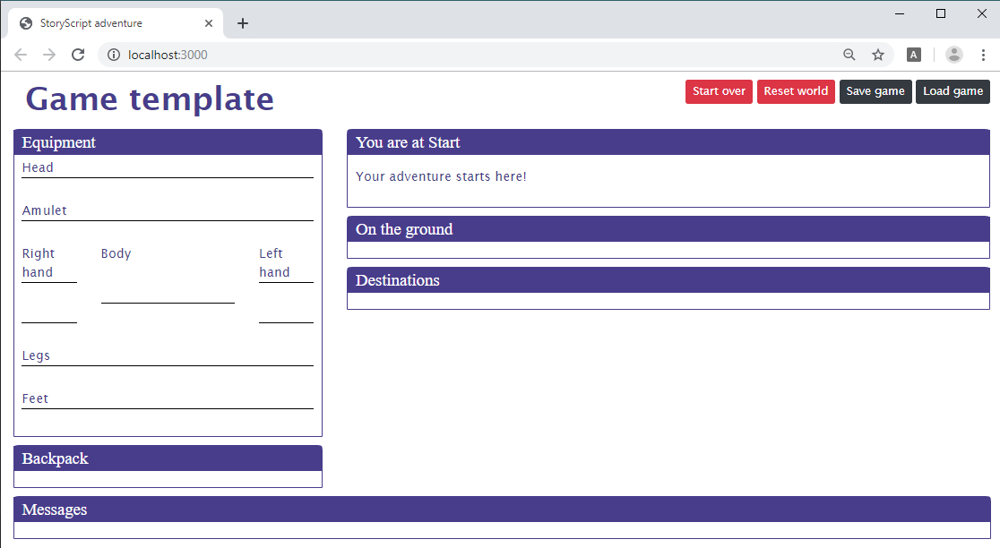 StoryScript adventure
localhost:3000
A
Game template
Start over
Reset world
Save game
Load game
Equipment
Head
Amulet
Right
hand
Body
Left
hand
Legs
Feet
Backpack
You are at Start
Your adventure starts here!
On the ground
Destinations
Messages